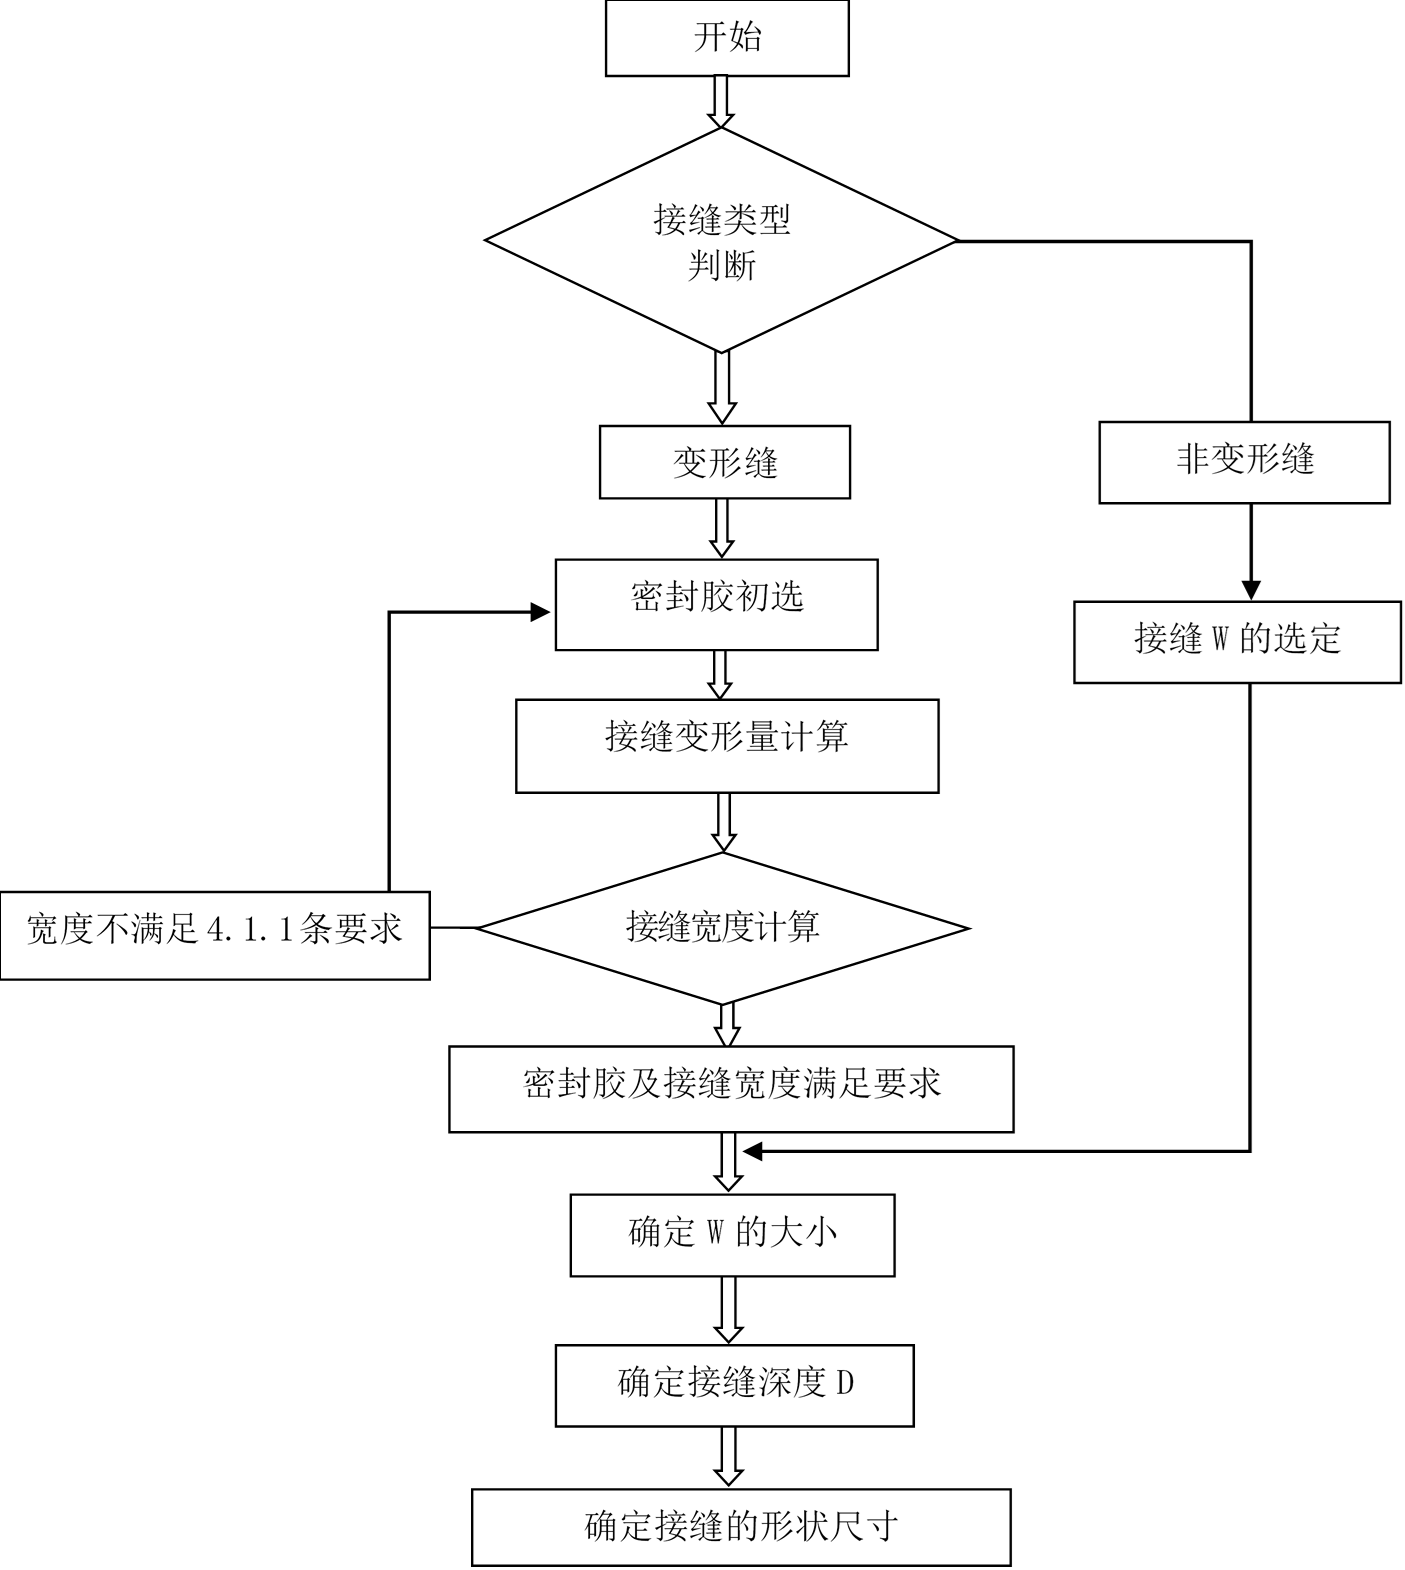 开始
接缝类型
判断
变形缝
非变形缝
密封胶初选
接缝 W 的选定
接缝变形量计算
宽度不满足 4.1.1 条要求
接缝宽度计算
密封胶及接缝宽度满足要求
确定 W 的大小
确定接缝深度 D
确定接缝的形状尺寸